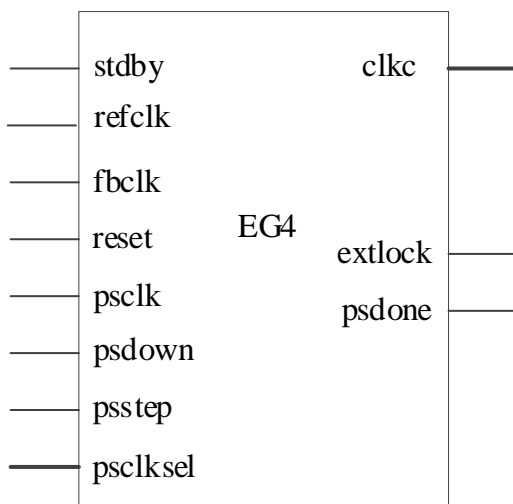 stdby
clkc
refclk
fbclk
EG4
reset
extlock
psclk
psdone
psdown
psstep
psclksel